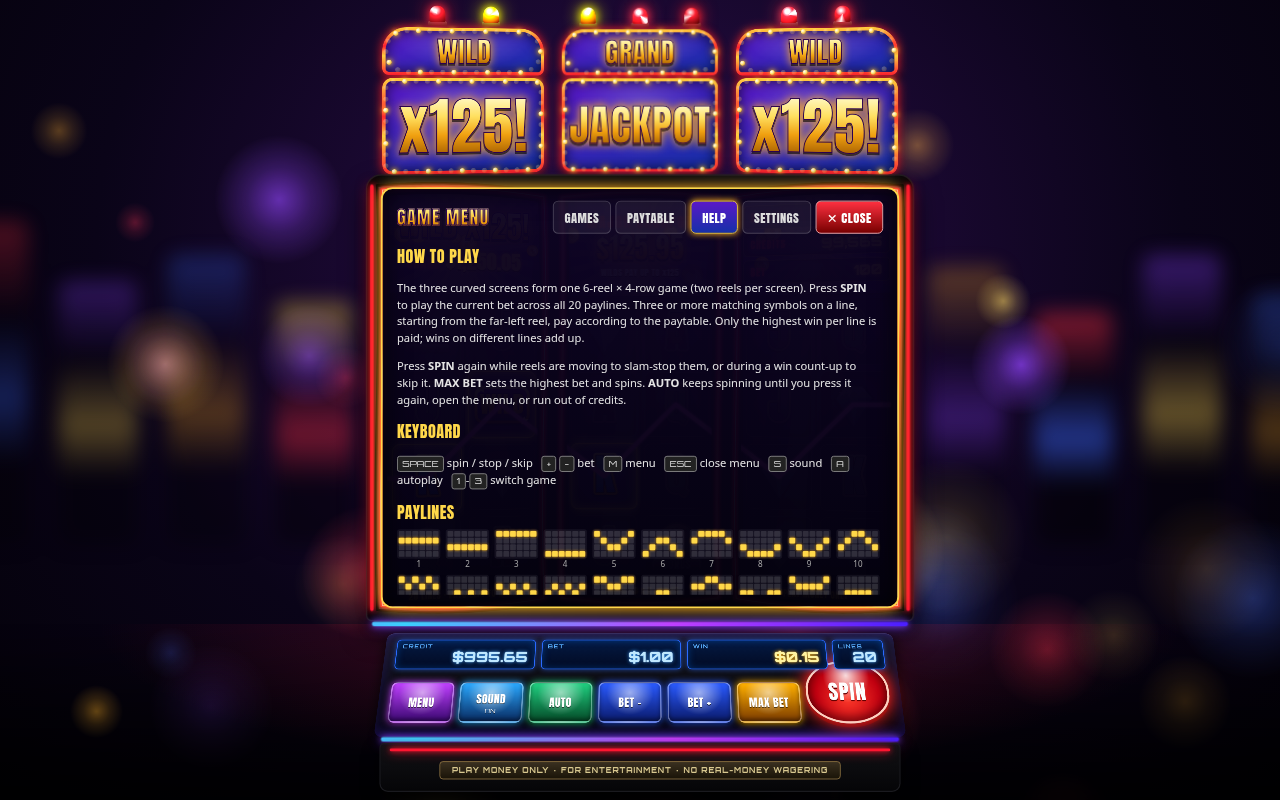 WILD
GRAND
WILD
x125!
JACKPOT
x125!
GAME MENU
GAMES
PAYTABLE
HELP
SETTINGS
✕ CLOSE
HOW TO PLAY
The three curved screens form one 6-reel × 4-row game (two reels per screen). Press SPIN
to play the current bet across all 20 paylines. Three or more matching symbols on a line,
starting from the far-left reel, pay according to the paytable. Only the highest win per line is
paid; wins on different lines add up.
Press SPIN again while reels are moving to slam-stop them, or during a win count-up to
skip it. MAX BET sets the highest bet and spins. AUTO keeps spinning until you press it
again, open the menu, or run out of credits.
KEYBOARD
SPACE spin / stop / skip + − bet M menu ESC close menu S sound A
autoplay 1-3 switch game
PAYLINES
1 2 3 4 5 6 7 8 9 10
CREDIT
$995.65
BET
$1.00
WIN
$0.15
LINES
20
MENU
SOUND
ON
AUTO
BET -
BET +
MAX BET
SPIN
PLAY MONEY ONLY · FOR ENTERTAINMENT · NO REAL-MONEY WAGERING